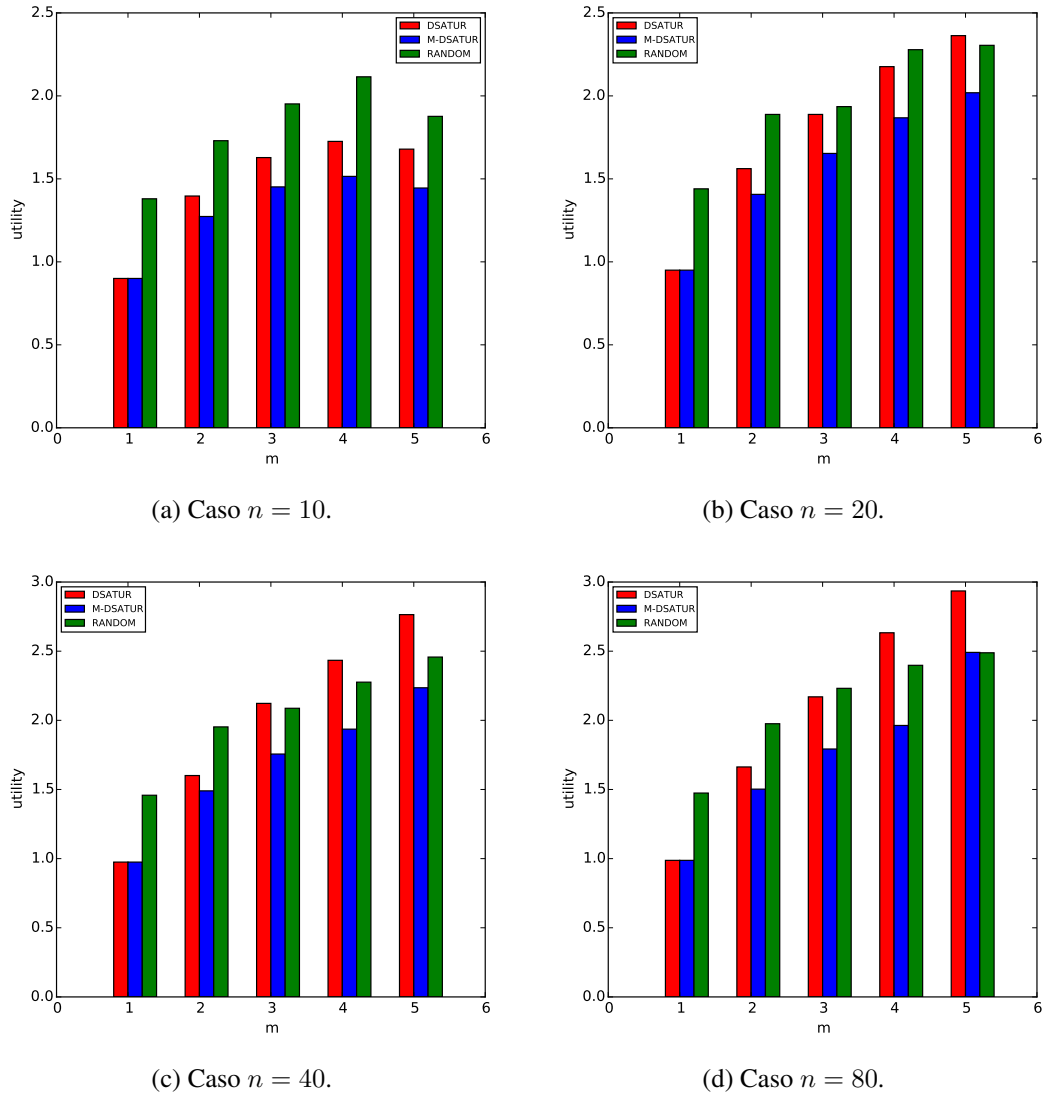 2.5
2.0
1.5
1.0
0.5
0.0
utility
0 1 2 3 4 5 6
m
DSATUR
M-DSATUR
RANDOM
(a) Caso n = 10.
2.5
2.0
1.5
1.0
0.5
0.0
utility
0 1 2 3 4 5 6
m
DSATUR
M-DSATUR
RANDOM
(b) Caso n = 20.
3.0
2.5
2.0
1.5
1.0
0.5
0.0
utility
0 1 2 3 4 5 6
m
DSATUR
M-DSATUR
RANDOM
(c) Caso n = 40.
3.0
2.5
2.0
1.5
1.0
0.5
0.0
utility
0 1 2 3 4 5 6
m
DSATUR
M-DSATUR
RANDOM
(d) Caso n = 80.